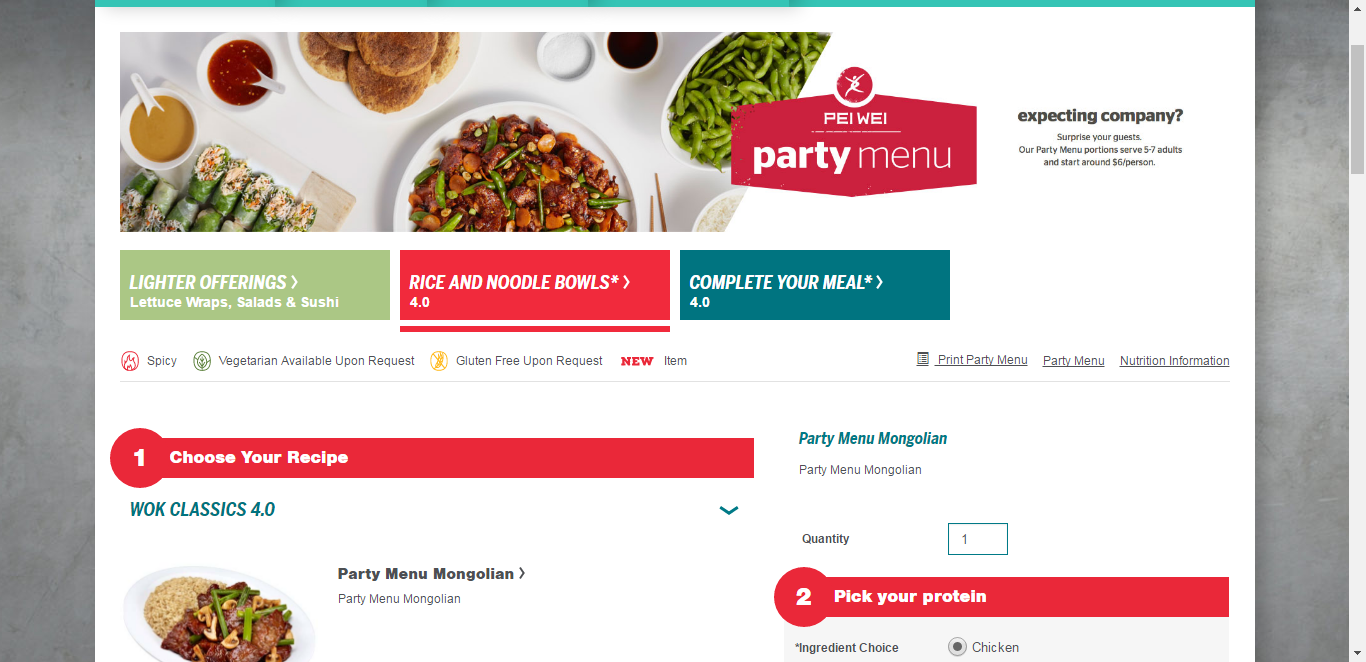 PEI WEI
party menu
expecting company?
Surprise your guests.
Our Party Menu portions serve 5-7 adults
and start around $6/person.
LIGHTER OFFERINGS >
Lettuce Wraps, Salads & Sushi
RICE AND NOODLE BOWLS* >
4.0
COMPLETE YOUR MEAL* >
4.0
Spicy
Vegetarian Available Upon Request
Gluten Free Upon Request
NEW Item
Print Party Menu
Party Menu
Nutrition Information
1 Choose Your Recipe
WOK CLASSICS 4.0
Party Menu Mongolian >
Party Menu Mongolian
Party Menu Mongolian
Party Menu Mongolian
Quantity 1
2 Pick your protein
*Ingredient Choice Chicken